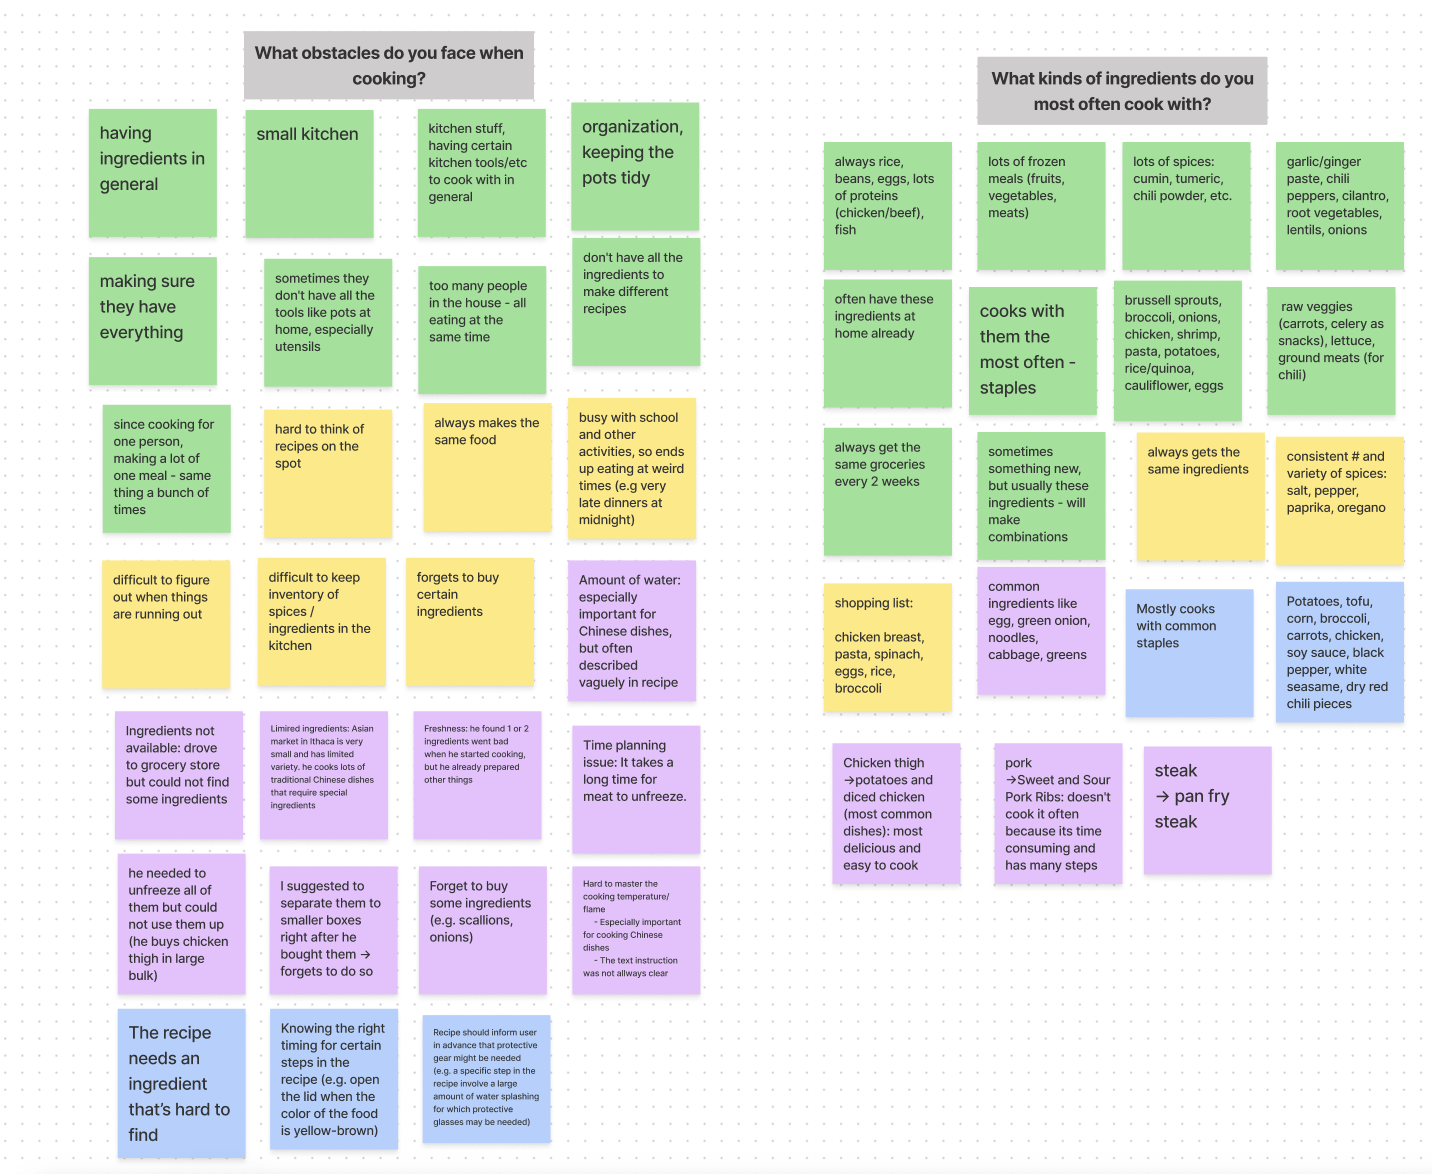 What obstacles do you face when
cooking?
having
ingredients in
general
small kitchen
kitchen stuff,
having certain
kitchen tools/etc
to cook with in
general
organization,
keeping the
pots tidy
making sure
they have
everything
sometimes they
don't have all the
tools like pots at
home, especially
utensils
too many people
in the house - all
eating at the
same time
don't have all the
ingredients to
make different
recipes
since cooking for
one person,
making a lot of
one meal - same
thing a bunch of
times
hard to think of
recipes on the
spot
always makes the
same food
busy with school
and other
activities, so ends
up eating at weird
times (e.g very
late dinners at
midnight)
difficult to figure
out when things
are running out
difficult to keep
inventory of
spices /
ingredients in the
kitchen
forgets to buy
certain
ingredients
Amount of water:
especially
important for
Chinese dishes,
but often
described
vaguely in recipe
Ingredients not
available: drove
to grocery store
but could not find
some ingredients
Limired ingredients: Asian
market in Ithaca is very
small and has limited
variety. he cooks lots of
traditional Chinese dishes
that require special
ingredients
Freshness: he found 1 or 2
ingredients went bad
when he started cooking,
but he already prepared
other things
Time planning
issue: It takes a
long time for
meat to unfreeze.
he needed to
unfreeze all of
them but could
not use them up
(he buys chicken
thigh in large
bulk)
I suggested to
separate them to
smaller boxes
right after he
bought them →
forgets to do so
Forget to buy
some ingredients
(e.g. scallions,
onions)
Hard to master the
cooking temperature/
flame
- Especially important
for cooking Chinese
dishes
- The text instruction
was not allways clear
The recipe
needs an
ingredient
that's hard to
find
Knowing the right
timing for certain
steps in the
recipe (e.g. open
the lid when the
color of the food
is yellow-brown)
Recipe should inform user
in advance that protective
gear might be needed
(e.g. a specific step in the
recipe involve a large
amount of water splashing
for which protective
glasses may be needed)
What kinds of ingredients do you
most often cook with?
always rice,
beans, eggs, lots
of proteins
(chicken/beef),
fish
lots of frozen
meals (fruits,
vegetables,
meats)
lots of spices:
cumin, tumeric,
chili powder, etc.
garlic/ginger
paste, chili
peppers, cilantro,
root vegetables,
lentils, onions
often have these
ingredients at
home already
cooks with
them the
most often -
staples
brussell sprouts,
broccoli, onions,
chicken, shrimp,
pasta, potatoes,
rice/quinoa,
cauliflower, eggs
raw veggies
(carrots, celery as
snacks), lettuce,
ground meats (for
chili)
always get the
same groceries
every 2 weeks
sometimes
something new,
but usually these
ingredients - will
make
combinations
always gets the
same ingredients
consistent # and
variety of spices:
salt, pepper,
paprika, oregano
shopping list:
chicken breast,
pasta, spinach,
eggs, rice,
broccoli
common
ingredients like
egg, green onion,
noodles,
cabbage, greens
Mostly cooks
with common
staples
Potatoes, tofu,
corn, broccoli,
carrots, chicken,
soy sauce, black
pepper, white
seasame, dry red
chili pieces
Chicken thigh
→potatoes and
diced chicken
(most common
dishes): most
delicious and
easy to cook
pork
→Sweet and Sour
Pork Ribs: doesn't
cook it often
because its time
consuming and
has many steps
steak
→ pan fry
steak